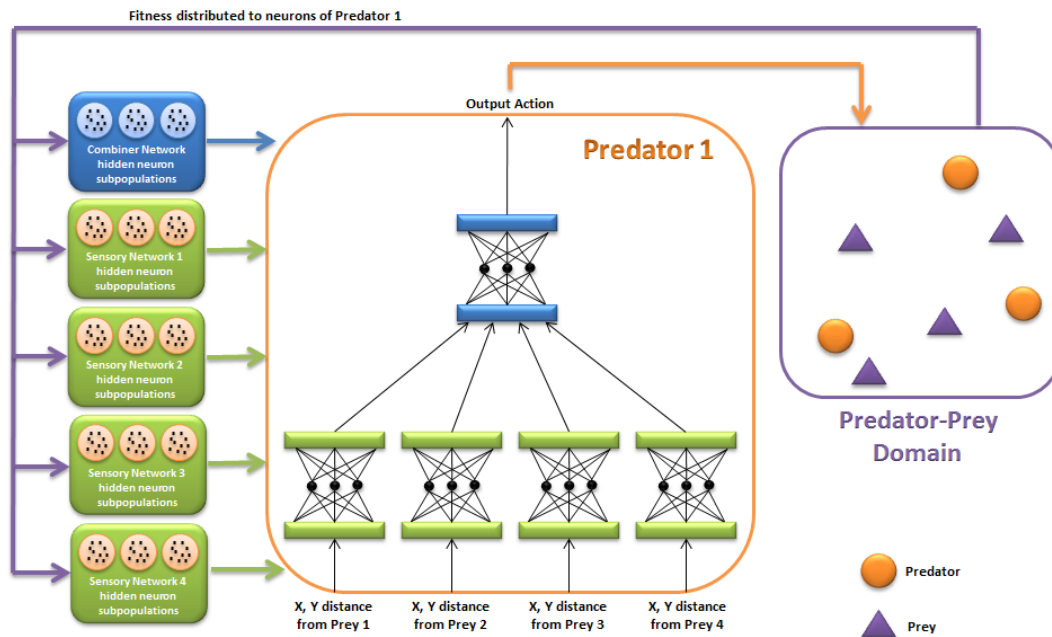 Fitness distributed to neurons of Predator 1
Combiner Network
hidden neuron
subpopulations
Sensory Network 1
hidden neuron
subpopulations
Sensory Network 2
hidden neuron
subpopulations
Sensory Network 3
hidden neuron
subpopulations
Sensory Network 4
hidden neuron
subpopulations
Output Action
Predator 1
X, Y distance
from Prey 1
X, Y distance
from Prey 2
X, Y distance
from Prey 3
X, Y distance
from Prey 4
Predator-Prey
Domain
Predator
Prey